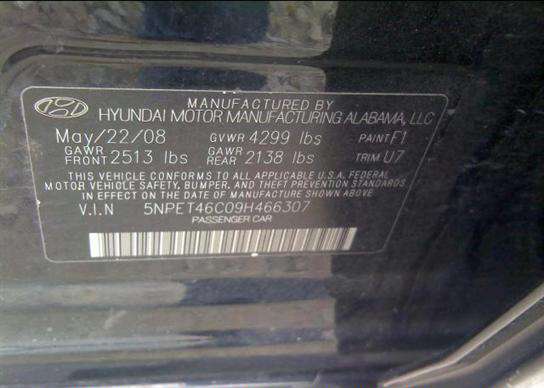 MANUFACTURED BY
HYUNDAI MOTOR MANUFACTURING ALABAMA, LLC
May/22/08 GVWR 4299 lbs PAINT F1
GAWR FRONT 2513 lbs GAWR REAR 2138 lbs TRIM U7
THIS VEHICLE CONFORMS TO ALL APPLICABLE U.S.A. FEDERAL
MOTOR VEHICLE SAFETY, BUMPER, AND THEFT PREVENTION STANDARDS
IN EFFECT ON THE DATE OF MANUFACTURE SHOWN ABOVE
V.I.N 5NPET46C09H466307
PASSENGER CAR